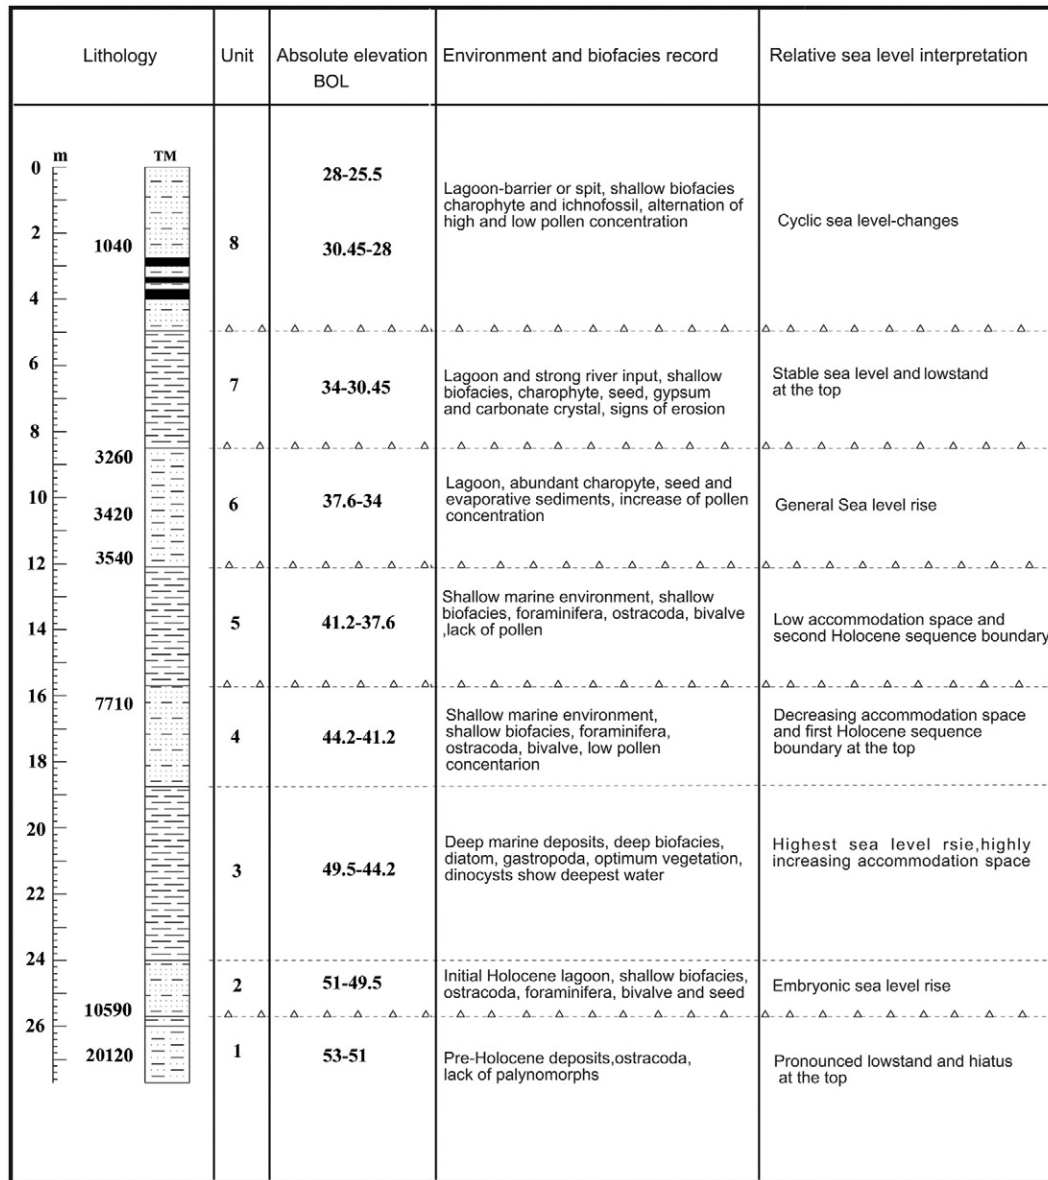 Lithology
Unit
Absolute elevation
BOL
Environment and biofacies record
Relative sea level interpretation
m
TM
0
2
4
6
8
10
12
14
16
18
20
22
24
26
1040
3260
3420
3540
7710
10590
20120
8
28-25.5
30.45-28
Lagoon-barrier or spit, shallow biofacies
charophyte and ichnofossil, alternation of
high and low pollen concentration
Cyclic sea level-changes
7
34-30.45
Lagoon and strong river input, shallow
biofacies, charophyte, seed, gypsum
and carbonate crystal, signs of erosion
Stable sea level and lowstand
at the top
6
37.6-34
Lagoon, abundant charopyte, seed and
evaporative sediments, increase of pollen
concentration
General Sea level rise
5
41.2-37.6
Shallow marine environment, shallow
biofacies, foraminifera, ostracoda, bivalve
,lack of pollen
Low accommodation space and
second Holocene sequence boundary
4
44.2-41.2
Shallow marine environment,
shallow biofacies, foraminifera,
ostracoda, bivalve, low pollen
concentarion
Decreasing accommodation space
and first Holocene sequence
boundary at the top
3
49.5-44.2
Deep marine deposits, deep biofacies,
diatom, gastropoda, optimum vegetation,
dinocysts show deepest water
Highest sea level rsie,highly
increasing accommodation space
2
51-49.5
Initial Holocene lagoon, shallow biofacies,
ostracoda, foraminifera, bivalve and seed
Embryonic sea level rise
1
53-51
Pre-Holocene deposits,ostracoda,
lack of palynomorphs
Pronounced lowstand and hiatus
at the top